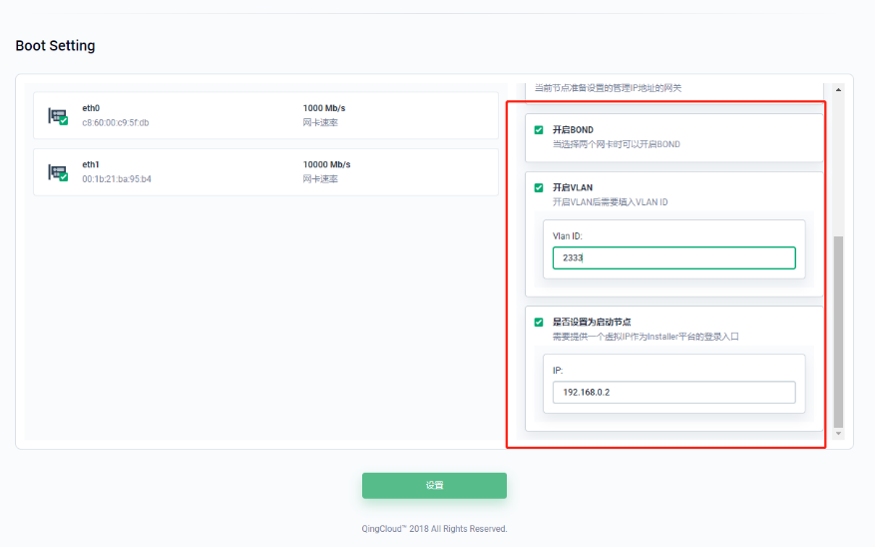 Boot Setting
eth0
c8:60:00:c9:5f:db
1000 Mb/s
网卡速率
eth1
00:1b:21:ba:95:b4
10000 Mb/s
网卡速率
当前节点准备设置的管理IP地址的网关
开启BOND
当选择两个网卡时可以开启BOND
开启VLAN
开启VLAN后需要填入VLAN ID
Vlan ID:
2333
是否设置为启动节点
需要提供一个虚拟IP作为Installer平台的登录入口
IP:
192.168.0.2
设置
QingCloud™ 2018 All Rights Reserved.